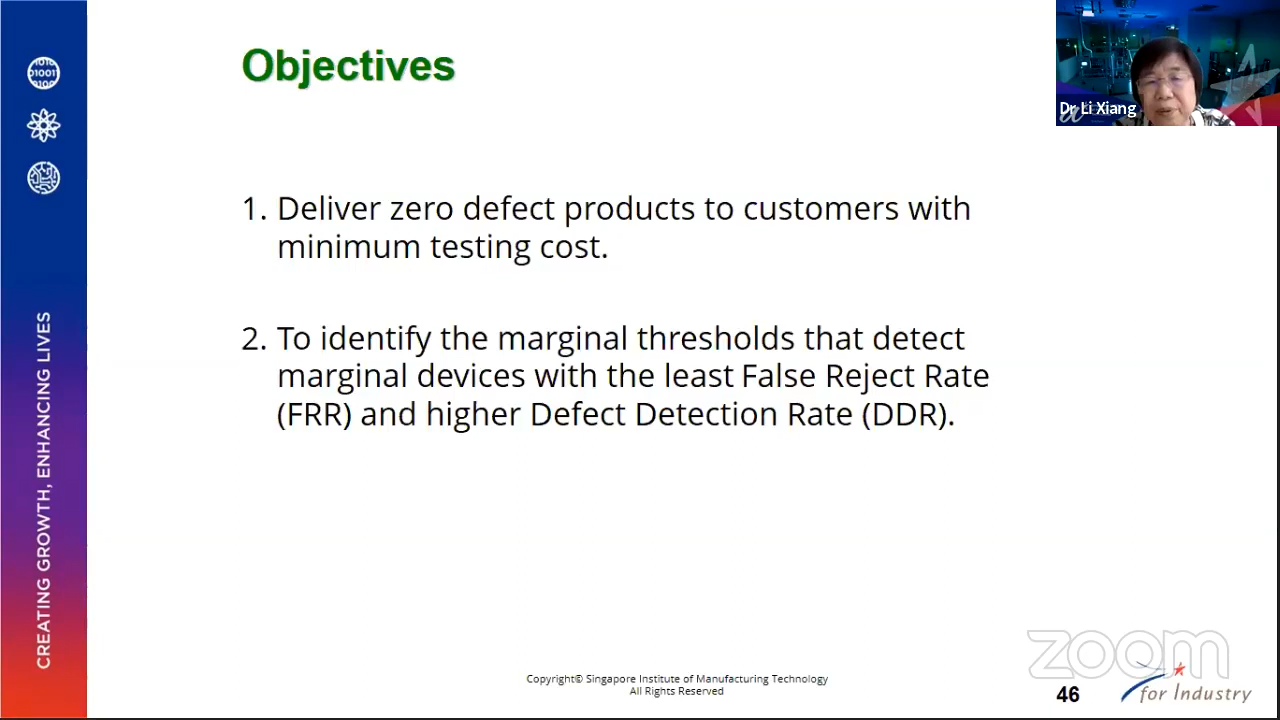 Objectives
Dr Li Xiang
1. Deliver zero defect products to customers with
minimum testing cost.
2. To identify the marginal thresholds that detect
marginal devices with the least False Reject Rate
(FRR) and higher Defect Detection Rate (DDR).
CREATING GROWTH, ENHANCING LIVES
Copyright© Singapore Institute of Manufacturing Technology
All Rights Reserved
zoom
46
for Industry